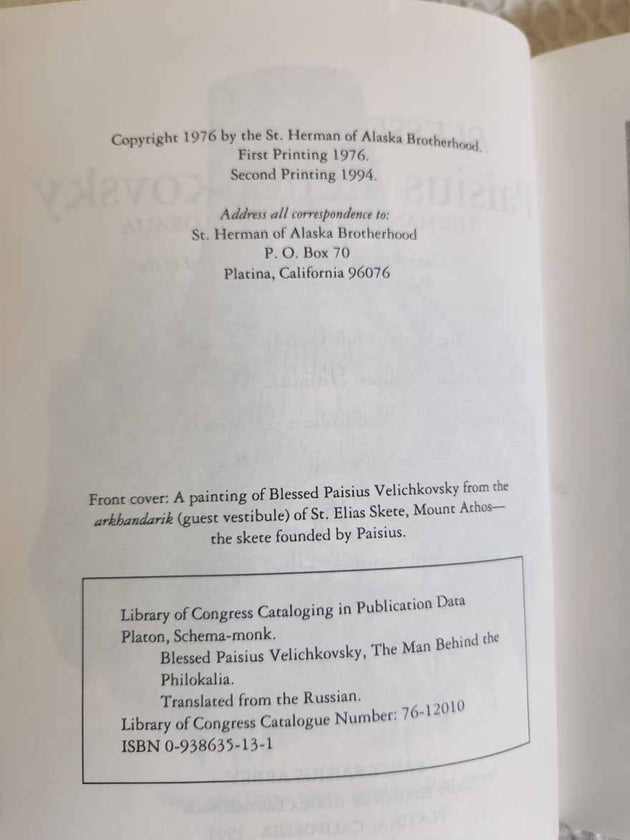 Copyright 1976 by the St. Herman of Alaska Brotherhood.
First Printing 1976.
Second Printing 1994.
Address all correspondence to:
St. Herman of Alaska Brotherhood
P. O. Box 70
Platina, California 96076
Front cover: A painting of Blessed Paisius Velichkovsky from the
arkhandarik (guest vestibule) of St. Elias Skete, Mount Athos—
the skete founded by Paisius.
Library of Congress Cataloging in Publication Data
Platon, Schema-monk.
Blessed Paisius Velichkovsky, The Man Behind the
Philokalia.
Translated from the Russian.
Library of Congress Catalogue Number: 76-12010
ISBN 0-938635-13-1